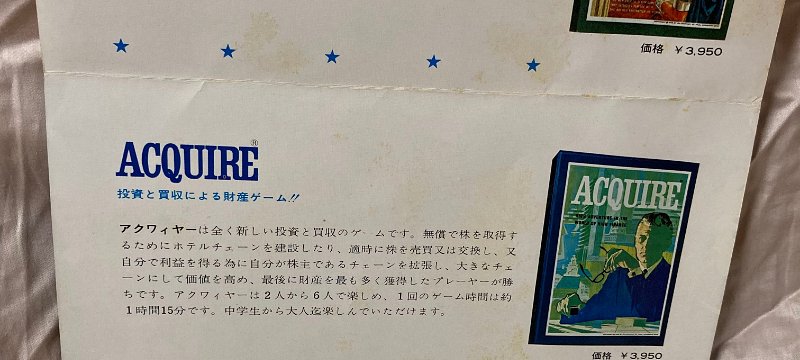 価格 ￥3,950
ACQUIRE®
投資と買収による財産ゲーム!!
アクワィヤーは全く新しい投資と買収のゲームです。無償で株を取得す
るためにホテルチェーンを建設したり、適時に株を売買又は交換し、又
自分で利益を得る為に自分が株主であるチェーンを拡張し、大きなチェ
ーンにして価値を高め、最後に財産を最も多く獲得したプレーヤーが勝
ちです。アクワィヤーは2人から6人で楽しめ、1回のゲーム時間は約
1時間15分です。中学生から大人迄楽しんでいただけます。
ACQUIRE
HIGH ADVENTURE IN THE
WORLD OF HIGH FINANCE
価格 ￥3,950